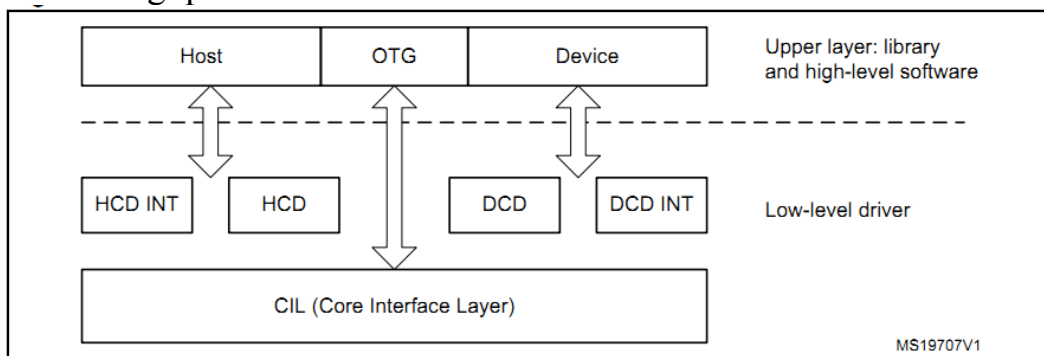 Host OTG Device
Upper layer: library
and high-level software
HCD INT HCD DCD DCD INT
Low-level driver
CIL (Core Interface Layer)
MS19707V1